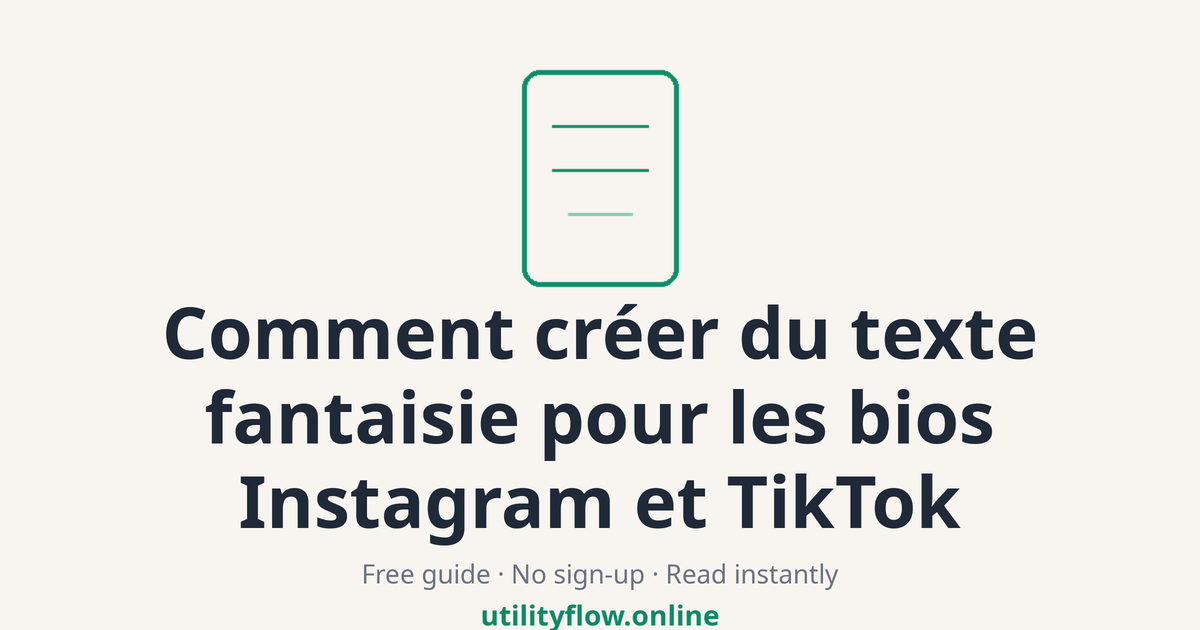 Comment créer du texte
fantaisie pour les bios
Instagram et TikTok
Free guide · No sign-up · Read instantly
utilityflow.online